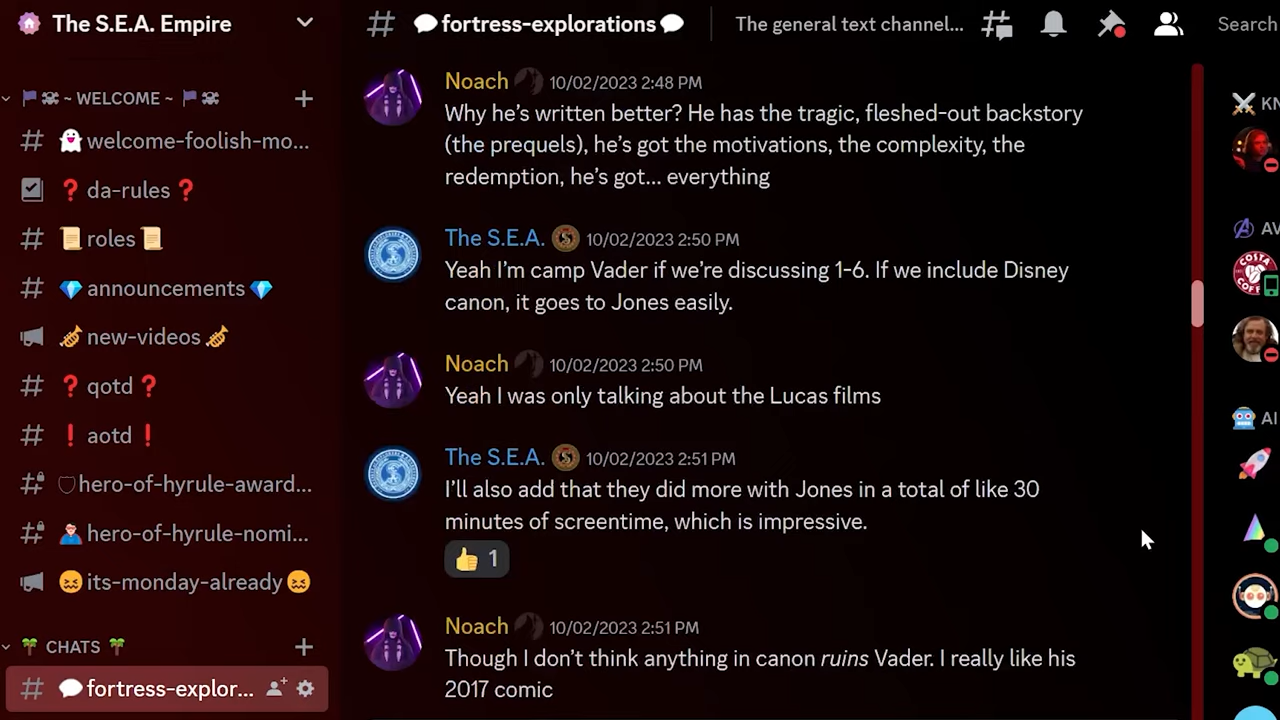 The S.E.A. Empire
~ WELCOME ~
welcome-foolish-mo...
❓ da-rules ❓
roles
announcements
new-videos
❓ qotd ❓
❗ aotd ❗
hero-of-hyrule-award...
hero-of-hyrule-nomi...
its-monday-already
CHATS
fortress-explor...
fortress-explorations
The general text channel...
Search
Noach 10/02/2023 2:48 PM
Why he's written better? He has the tragic, fleshed-out backstory
(the prequels), he's got the motivations, the complexity, the
redemption, he's got... everything
The S.E.A. 10/02/2023 2:50 PM
Yeah I'm camp Vader if we're discussing 1-6. If we include Disney
canon, it goes to Jones easily.
Noach 10/02/2023 2:50 PM
Yeah I was only talking about the Lucas films
The S.E.A. 10/02/2023 2:51 PM
I'll also add that they did more with Jones in a total of like 30
minutes of screentime, which is impressive.
👍 1
Noach 10/02/2023 2:51 PM
Though I don't think anything in canon ruins Vader. I really like his
2017 comic
KN
AV
COSTA
COFF
AI